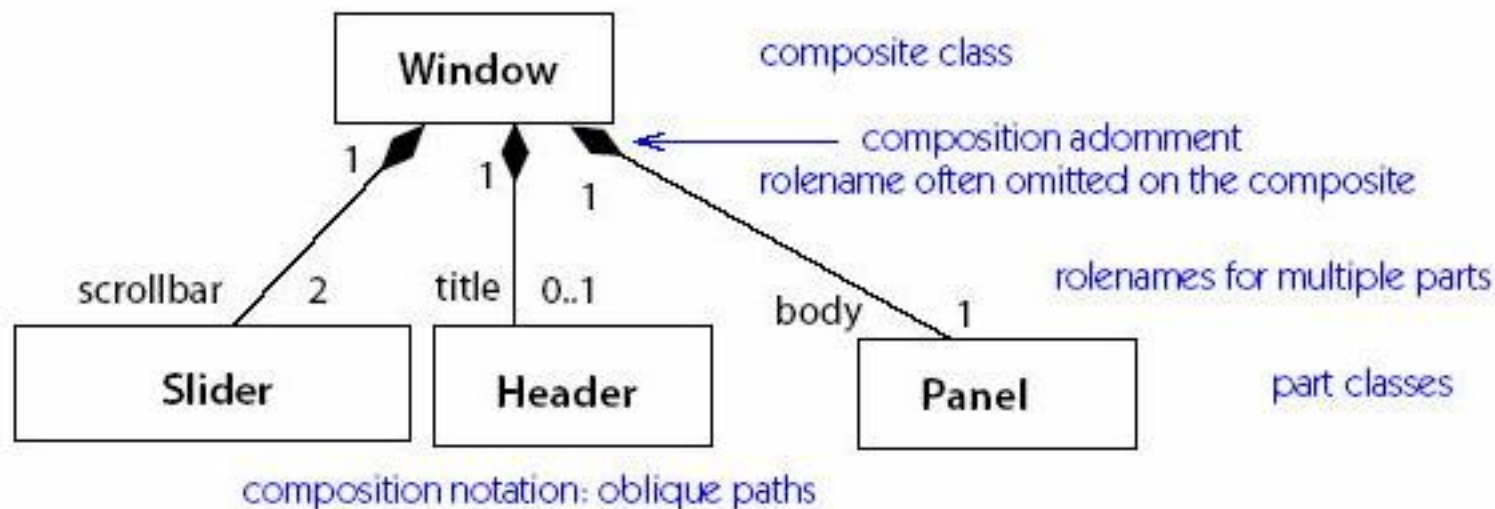 Window
composite class
1
1
1
composition adornment
rolename often omitted on the composite
scrollbar
2
title
0..1
body
1
rolenames for multiple parts
Slider
Header
Panel
part classes
composition notation: oblique paths